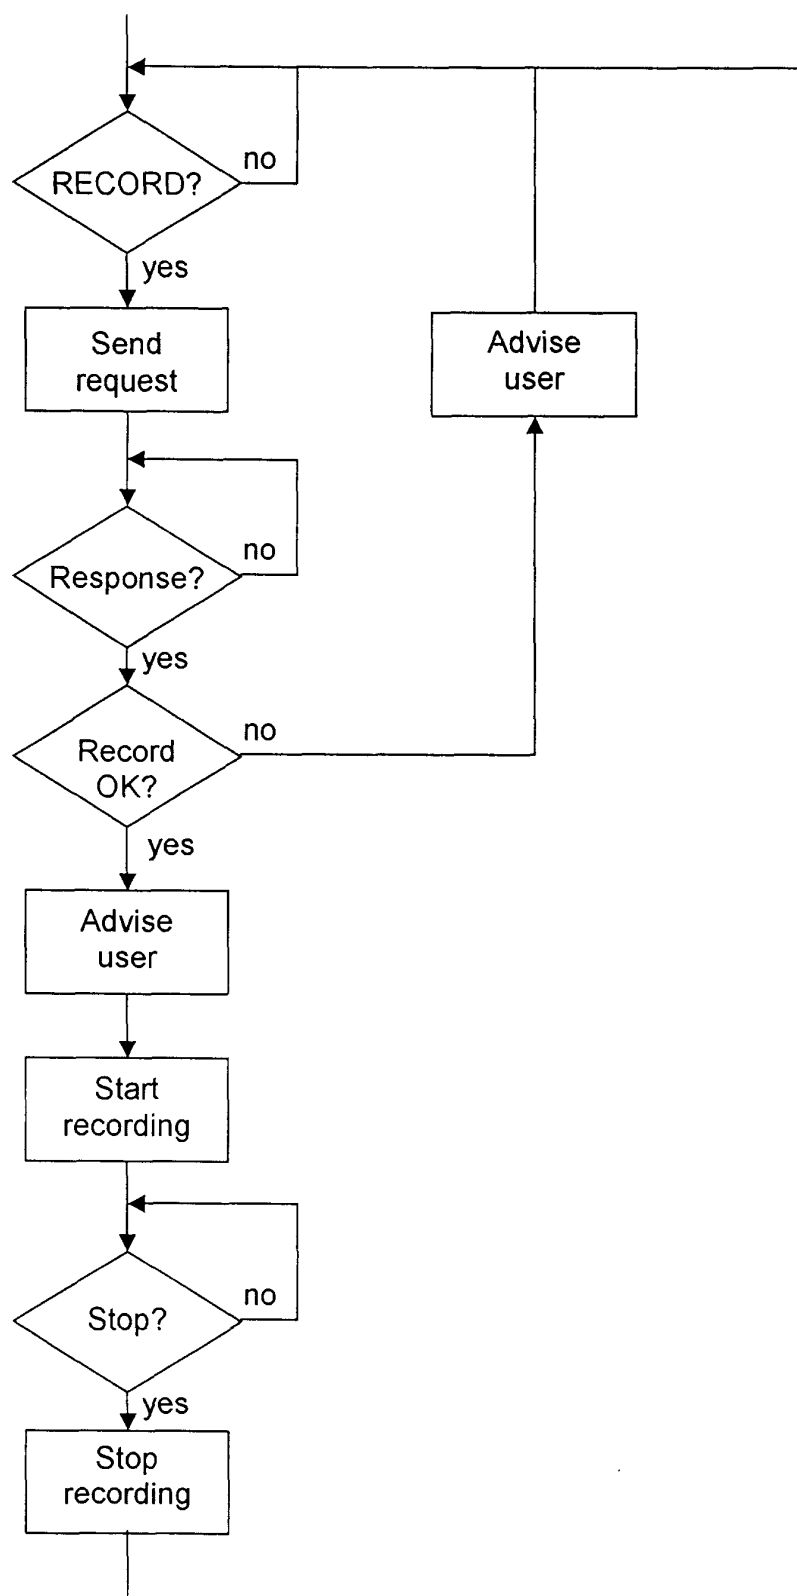 RECORD?
no
yes
Send
request
Advise
user
Response?
no
yes
Record
OK?
no
yes
Advise
user
Start
recording
Stop?
no
yes
Stop
recording